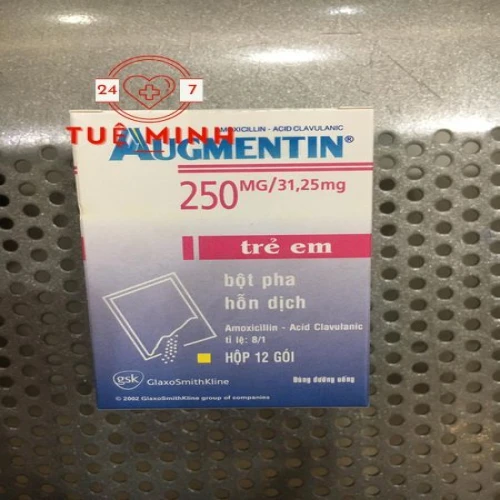 24 7
TUỆ MINH
AMOXICILLIN - ACID CLAVULANIC
AUGMENTIN®
250 MG/31,25mg
trẻ em
bột pha
hỗn dịch
Amoxicillin - Acid Clavulanic
tỉ lệ: 8/1
HỘP 12 GÓI
gsk GlaxoSmithKline
Dùng đường uống
© 2002 GlaxoSmithKline group of companies